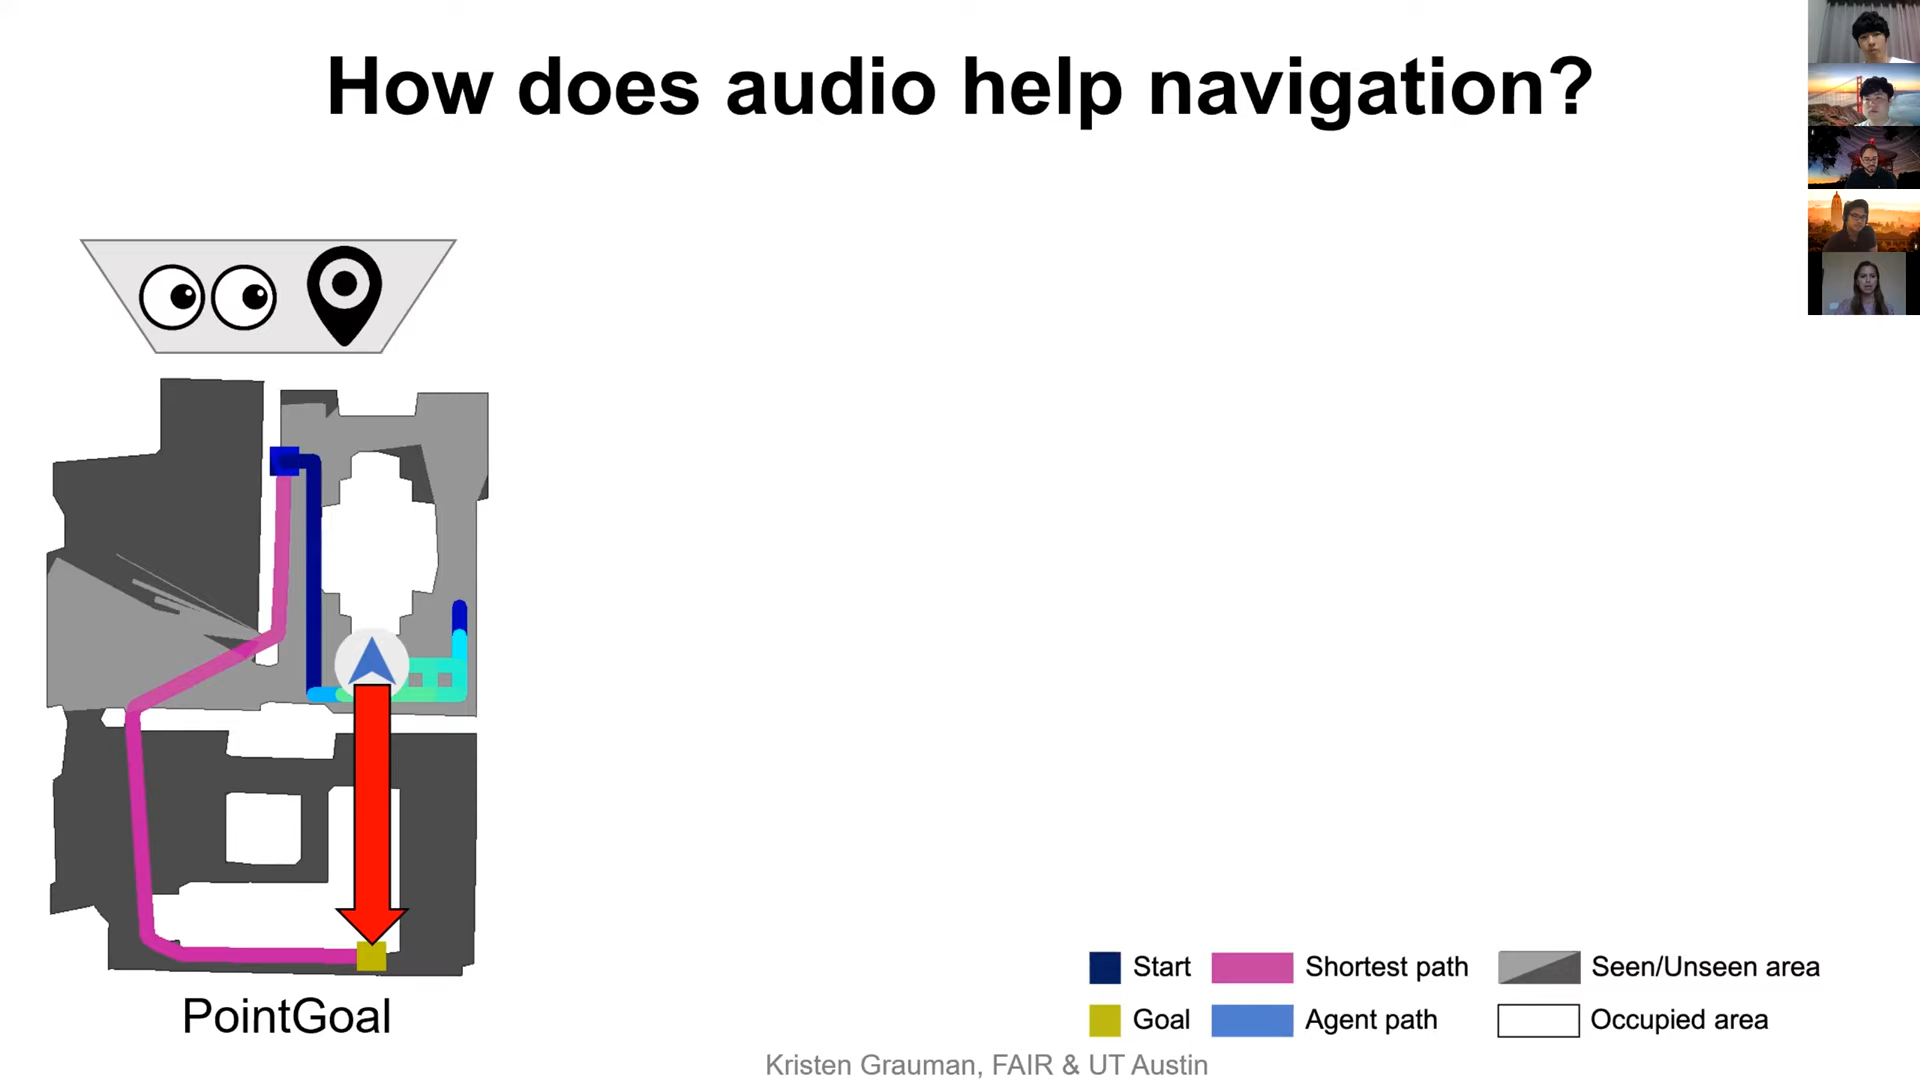 How does audio help navigation?
PointGoal
Start
Shortest path
Seen/Unseen area
Goal
Agent path
Occupied area
Kristen Grauman, FAIR & UT Austin